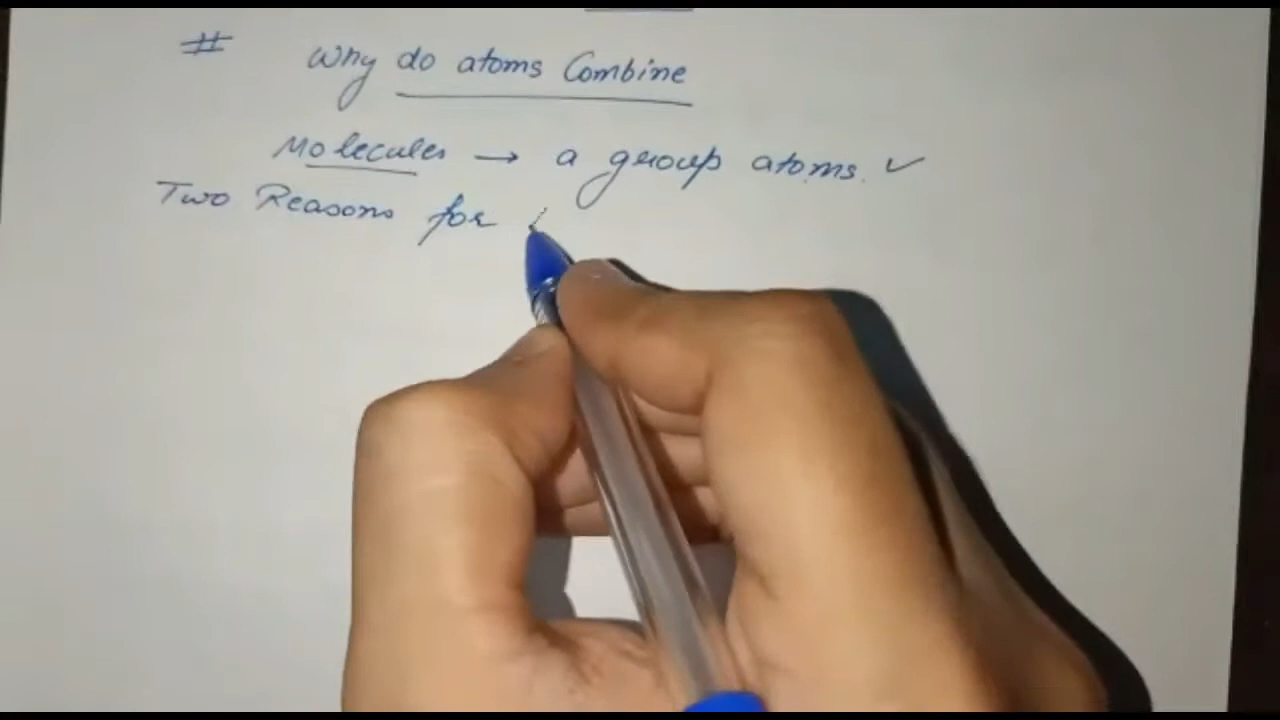 # Why do atoms Combine
Molecules → a group atoms. ✓
Two Reasons for